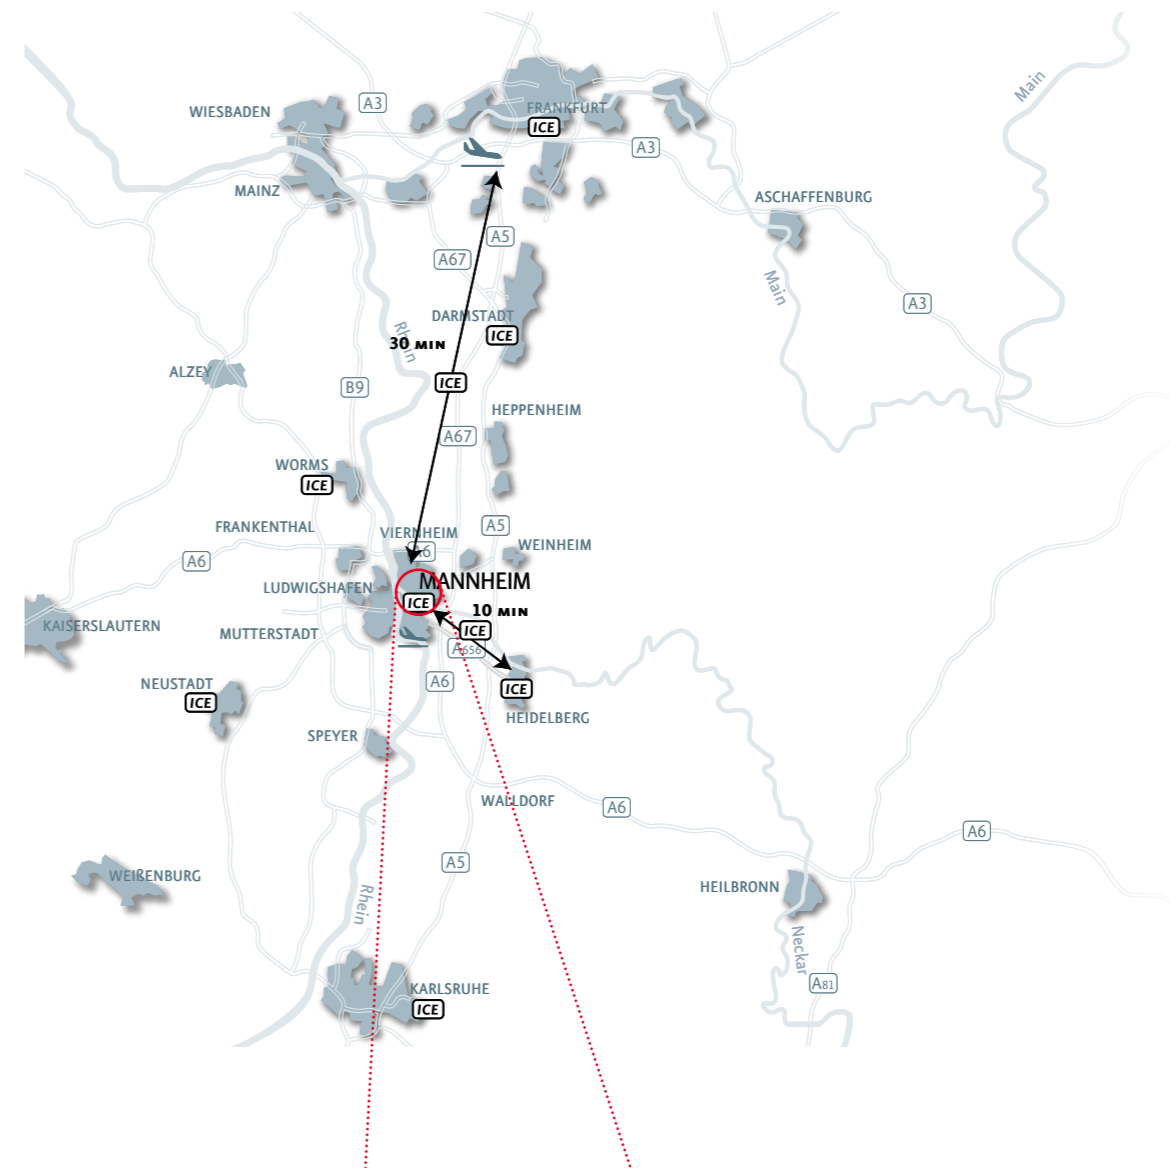 Main
WIESBADEN
A3
FRANKFURT
ICE
A3
MAINZ
ASCHAFFENBURG
A5
A67
Main
A3
DARMSTADT
Rhein
ICE
30 MIN
ALZEY
ICE
B9
HEPPENHEIM
A67
WORMS
ICE
FRANKENTHAL
A5
VIERNHEIM
A6
WEINHEIM
A6
LUDWIGSHAFEN
MANNHEIM
ICE
10 MIN
KAISERSLAUTERN
MUTTERSTADT
ICE
A656
NEUSTADT
ICE
A6
ICE
HEIDELBERG
SPEYER
WALLDORF
A6
A6
A5
WEIßENBURG
HEILBRONN
Rhein
Neckar
A81
KARLSRUHE
ICE